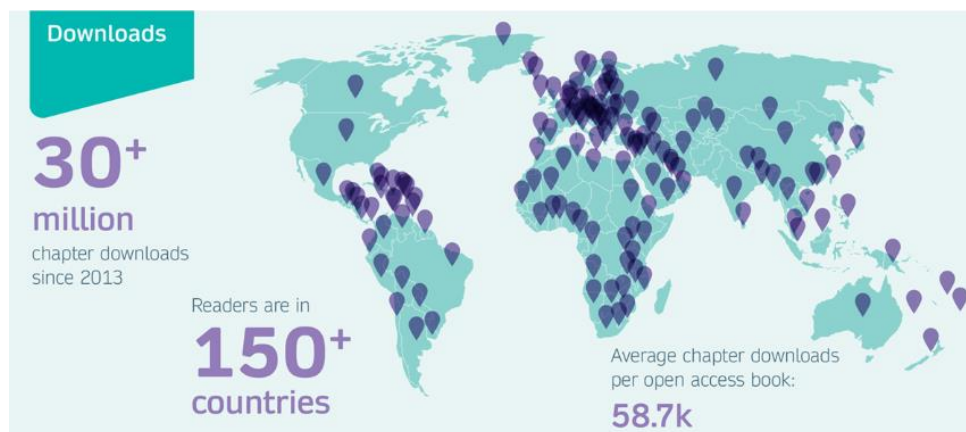 Downloads
30+
million
chapter downloads
since 2013
Readers are in
150+
countries
Average chapter downloads
per open access book:
58.7k